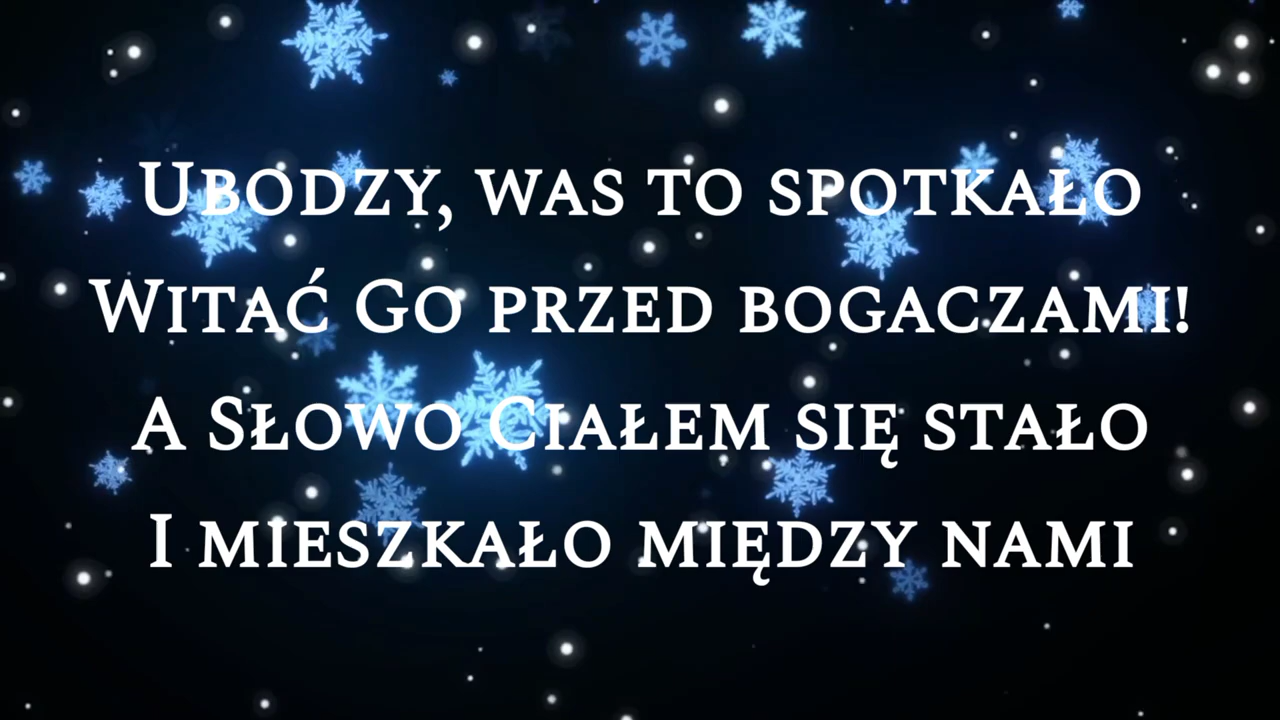 Ubodzy, was to spotkało
Witać Go przed bogaczami!
A Słowo Ciałem się stało
I mieszkało między nami